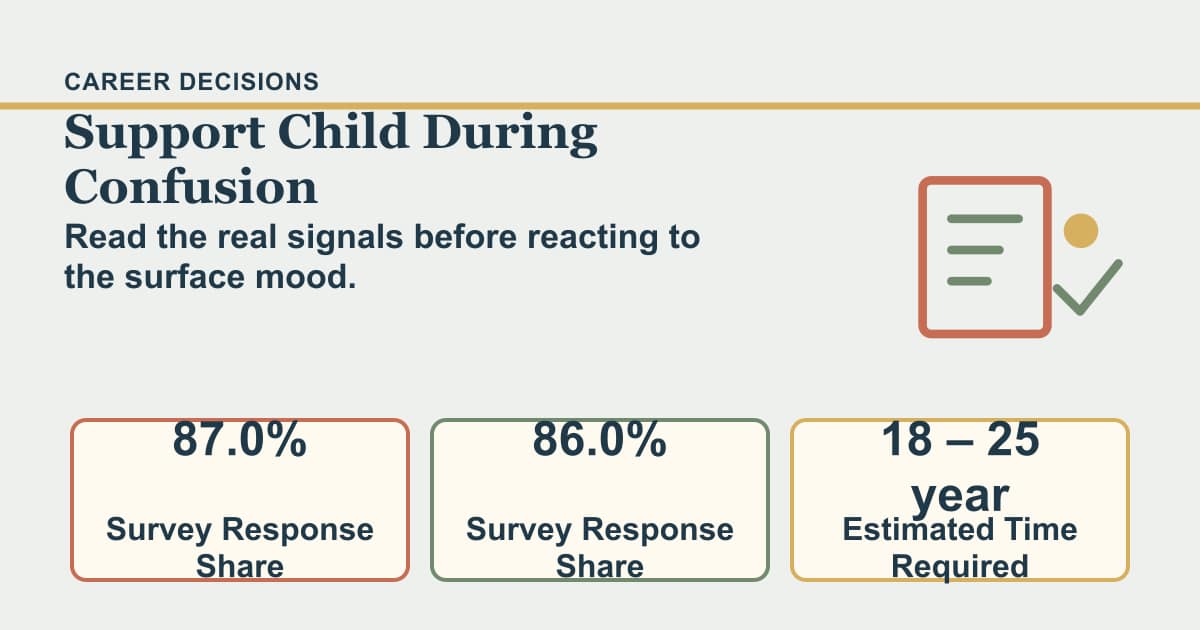 CAREER DECISIONS
Support Child During
Confusion
Read the real signals before reacting to
the surface mood.
87.0%
Survey Response
Share
86.0%
Survey Response
Share
18 – 25
year
Estimated Time
Required